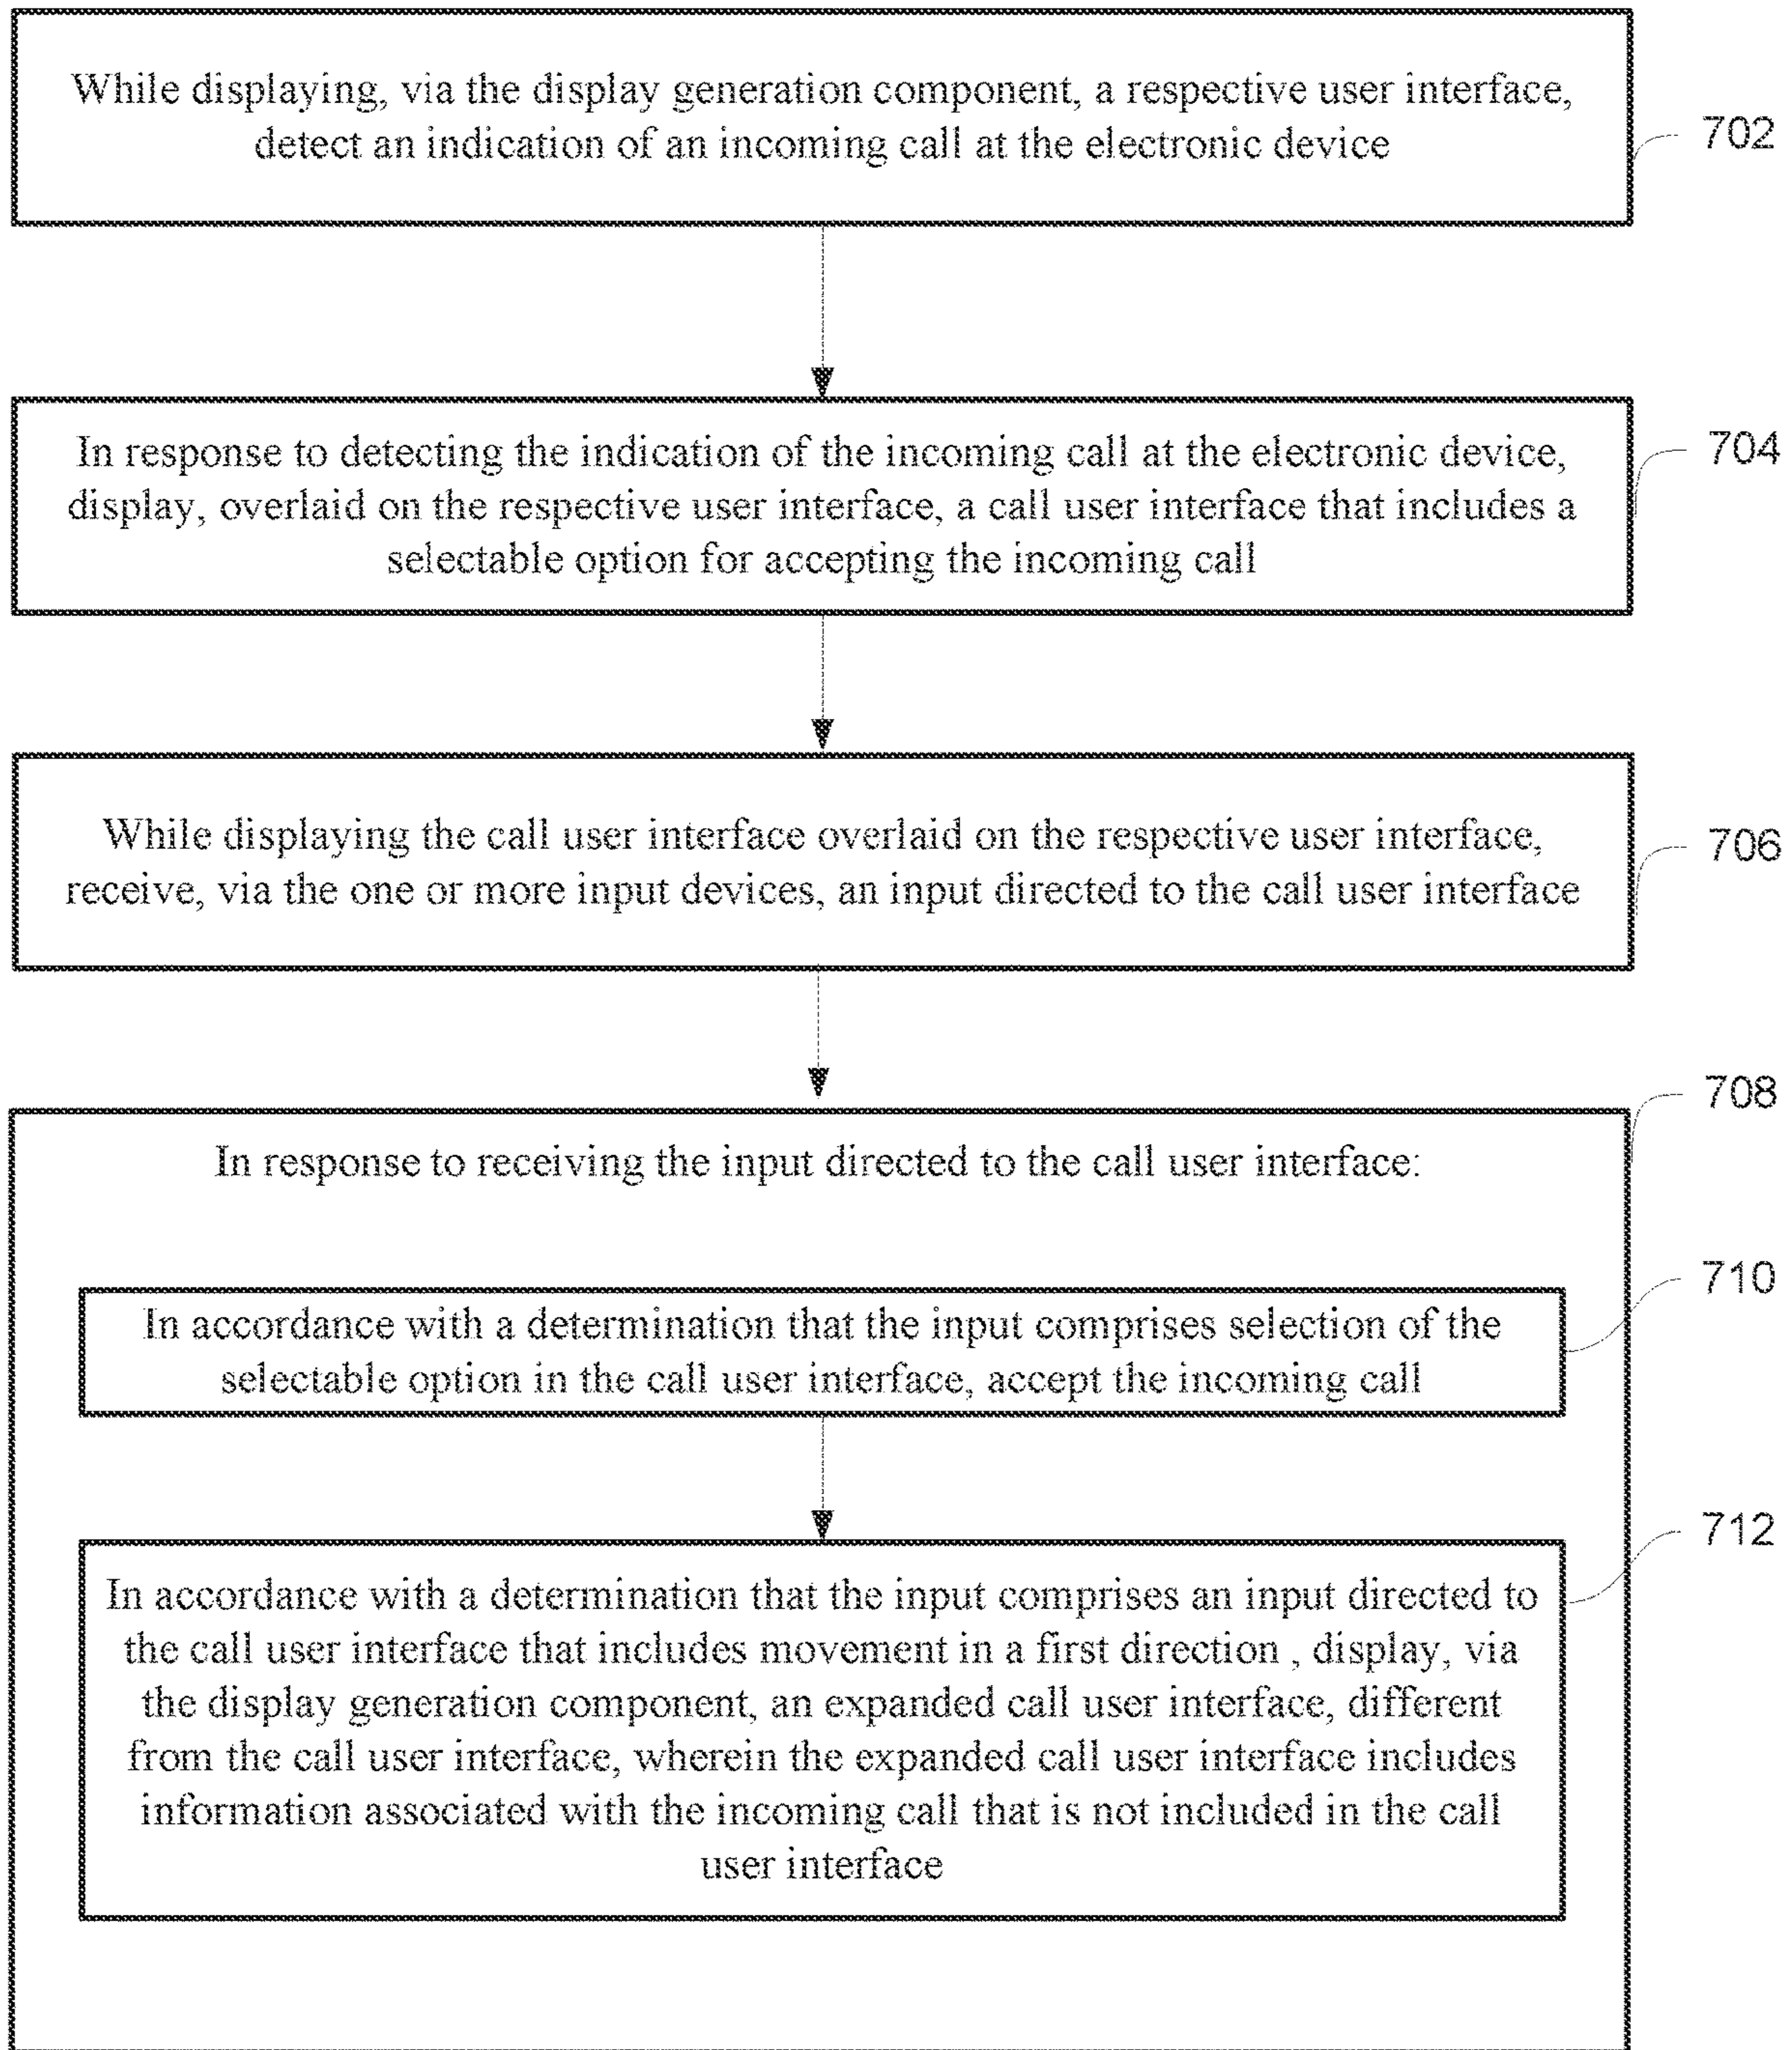 While displaying, via the display generation component, a respective user interface,
detect an indication of an incoming call at the electronic device
702
In response to detecting the indication of the incoming call at the electronic device,
display, overlaid on the respective user interface, a call user interface that includes a
selectable option for accepting the incoming call
704
While displaying the call user interface overlaid on the respective user interface,
receive, via the one or more input devices, an input directed to the call user interface
706
708
In response to receiving the input directed to the call user interface:
710
In accordance with a determination that the input comprises selection of the
selectable option in the call user interface, accept the incoming call
712
In accordance with a determination that the input comprises an input directed to
the call user interface that includes movement in a first direction , display, via
the display generation component, an expanded call user interface, different
from the call user interface, wherein the expanded call user interface includes
information associated with the incoming call that is not included in the call
user interface